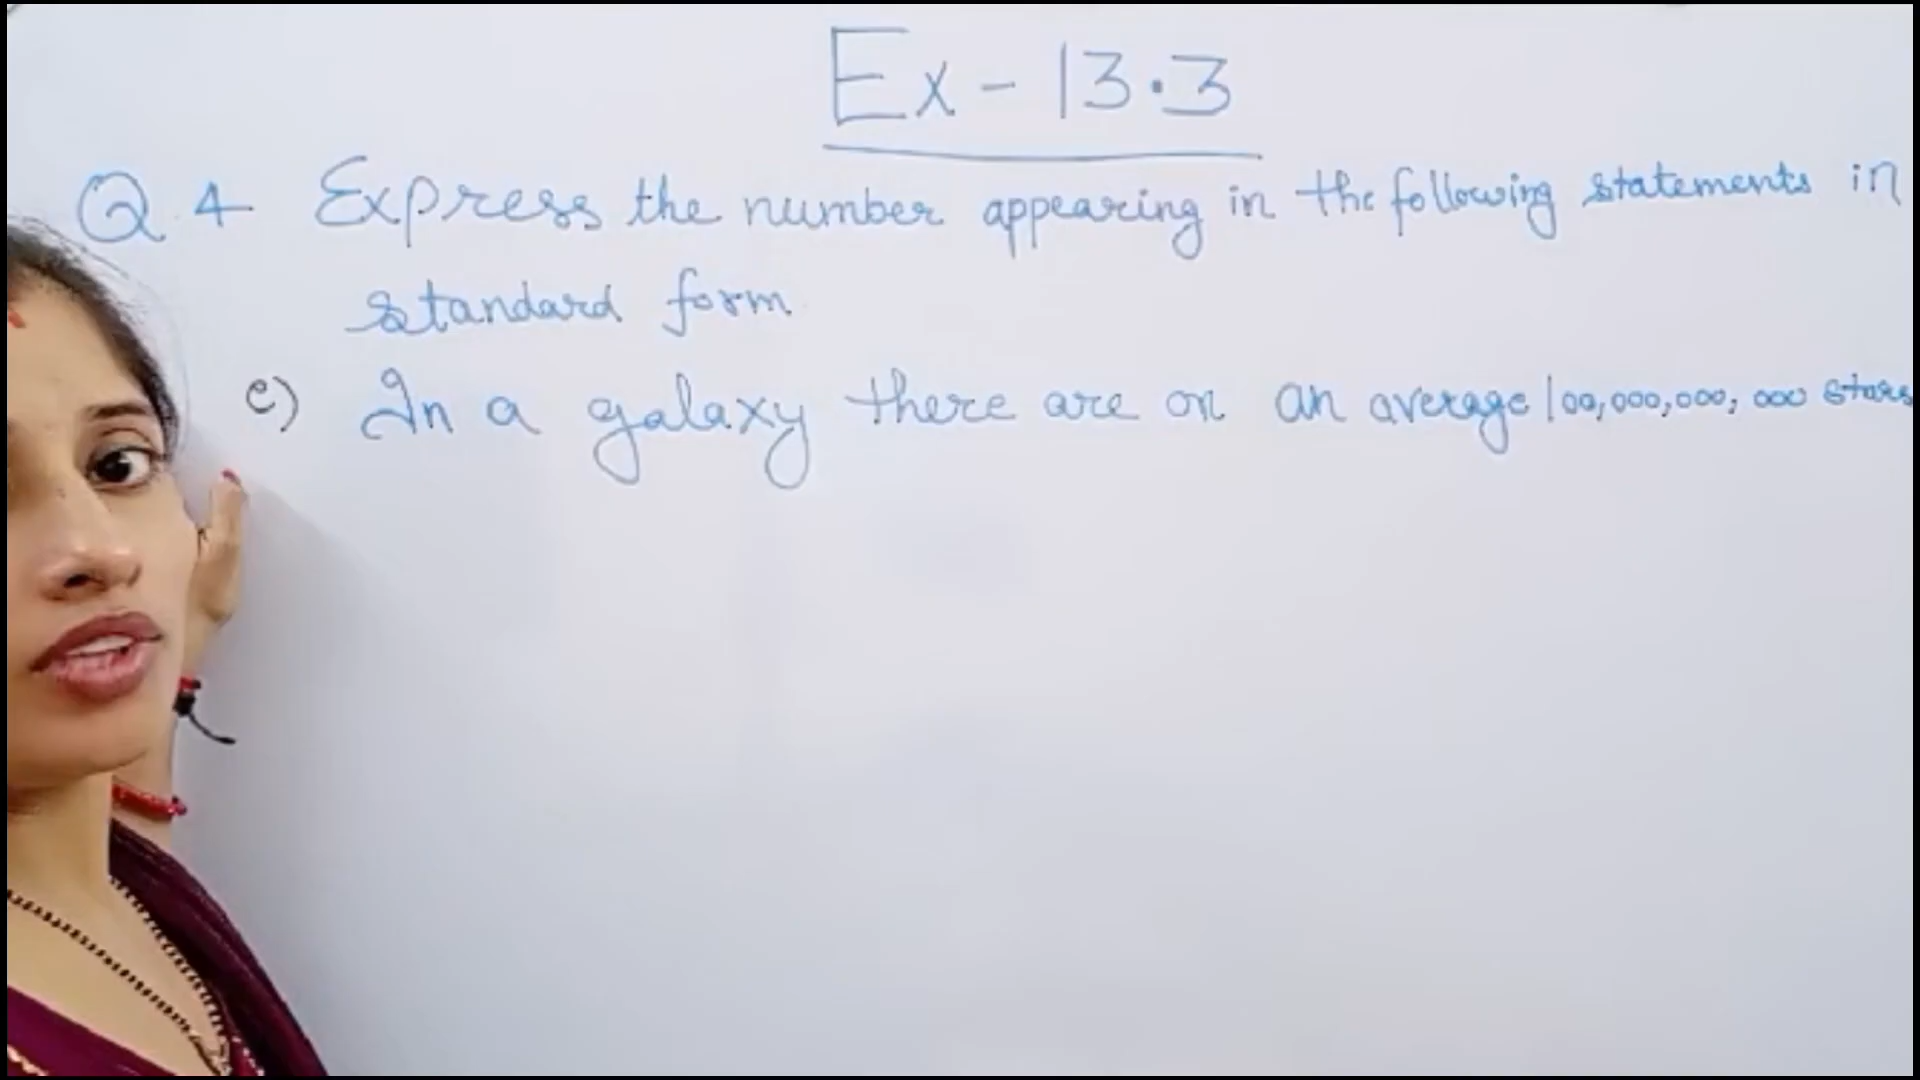 Ex - 13.3
Q.4 Express the number appearing in the following statements in
standard form
e) In a galaxy there are on an average 100,000,000,000 stars